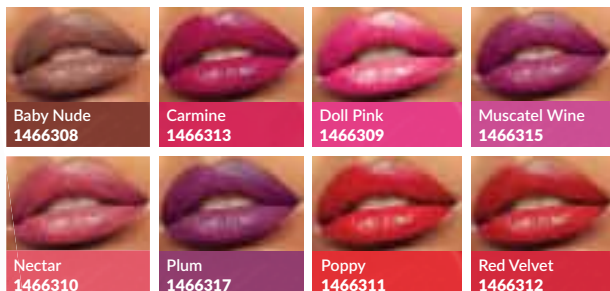 Baby Nude
1466308
Carmine
1466313
Doll Pink
1466309
Muscatel Wine
1466315
Nectar
1466310
Plum
1466317
Poppy
1466311
Red Velvet
1466312